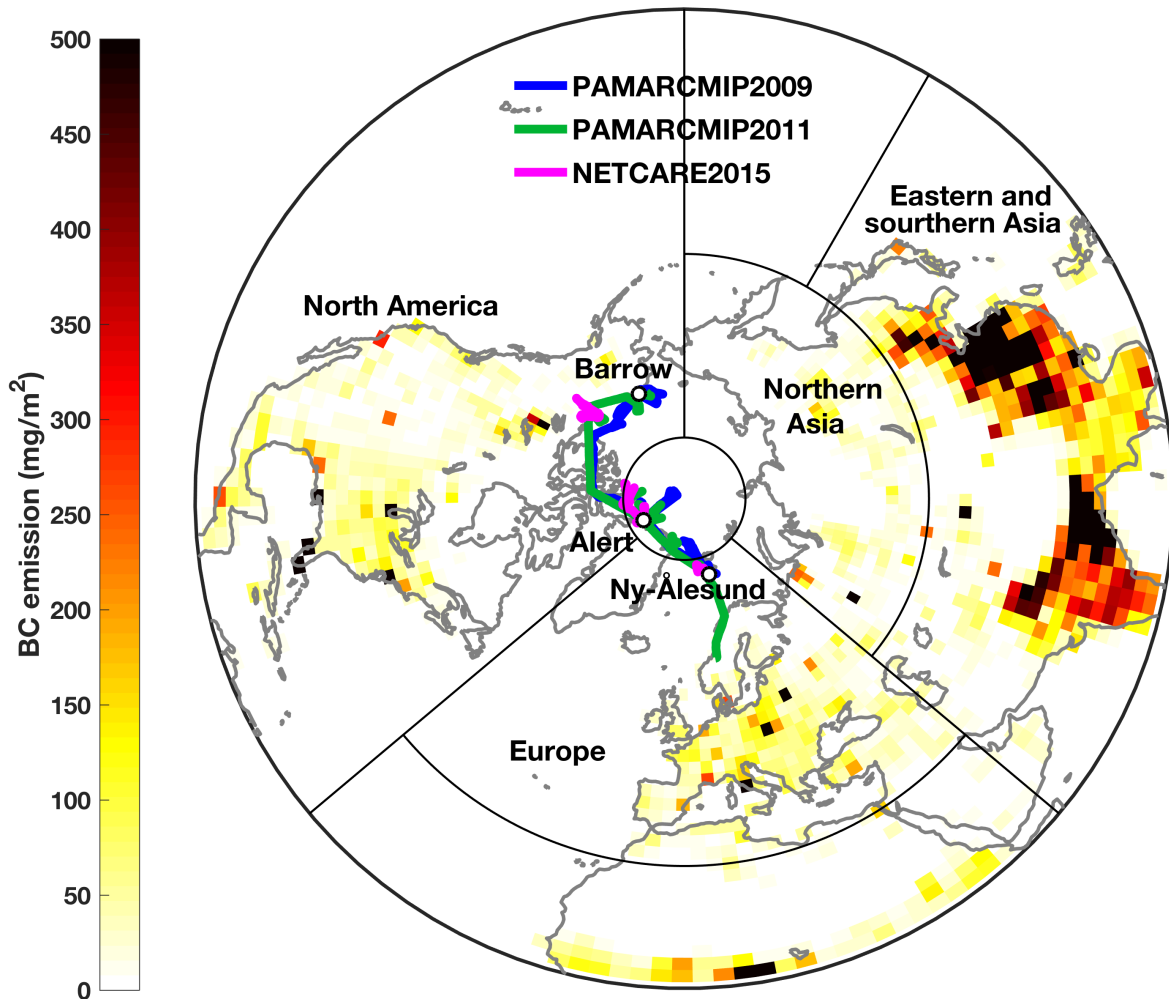 500
450
400
350
300
250
200
150
100
50
0
BC emission (mg/m²)
PAMARCMIP2009
PAMARCMIP2011
NETCARE2015
Eastern and
sourthern Asia
North America
Barrow
Northern
Asia
Alert
Ny-Ålesund
Europe